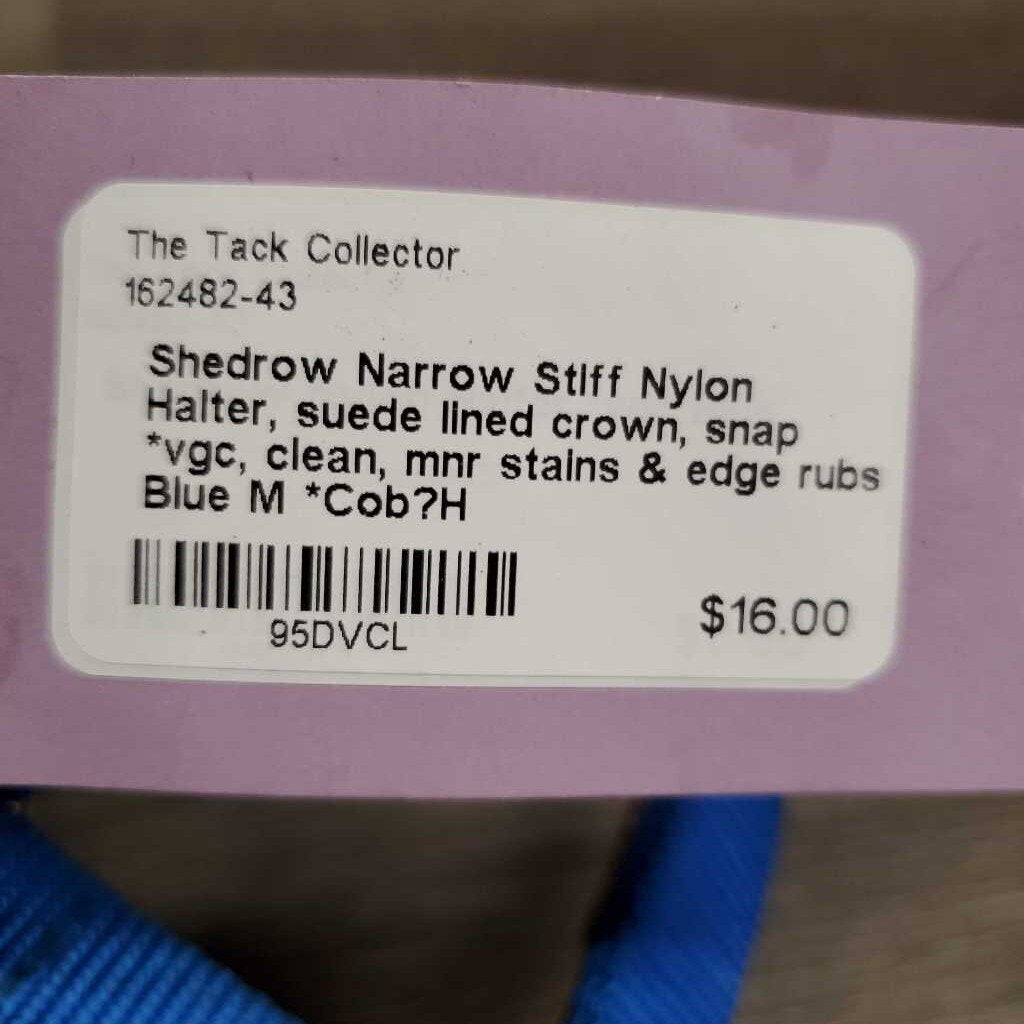 The Tack Collector
162482-43
Shedrow Narrow Stiff Nylon
Halter, suede lined crown, snap
*vgc, clean, mnr stains & edge rubs
Blue M *Cob?H
95DVCL
$16.00